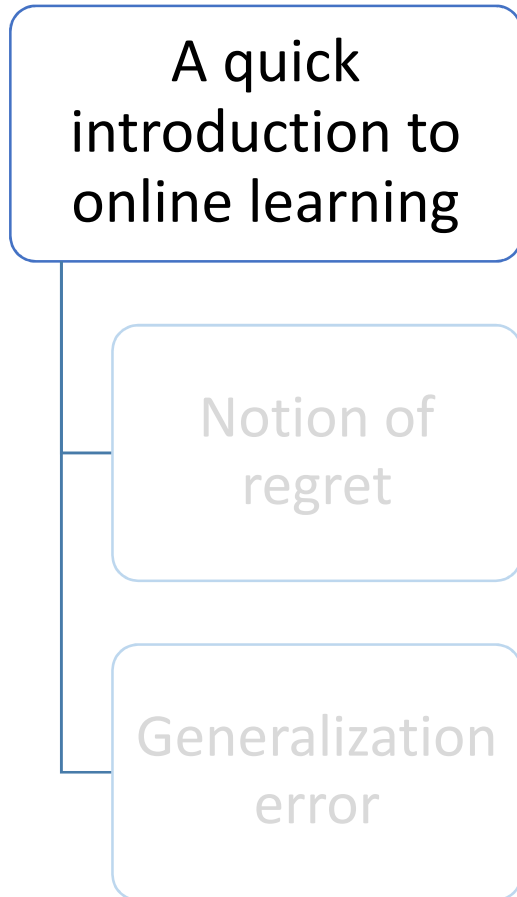 A quick
introduction to
online learning
Notion of
regret
Generalization
error